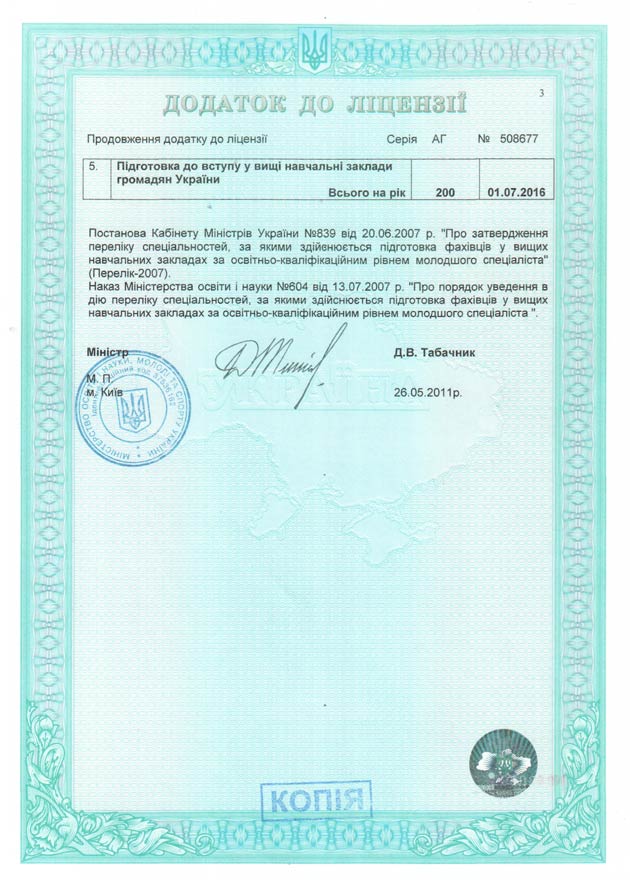 3
ДОДАТОК ДО ЛІЦЕНЗІЇ
Продовження додатку до ліцензії Серія АГ № 508677
5. Підготовка до вступу у вищі навчальні заклади
громадян України
Всього на рік 200 01.07.2016
Постанова Кабінету Міністрів України №839 від 20.06.2007 р. "Про затвердження
переліку спеціальностей, за якими здійенюється підготовка фахівців у вищих
навчальних закладах за освітньо-кваліфікаційним рівнем молодшого спеціаліста"
(Перелік-2007).
Наказ Міністерства освіти і науки №604 від 13.07.2007 р. "Про порядок уведення в
дію переліку спеціальностей, за якими здійснюється підготовка фахівців у вищих
навчальних закладах за освітньо-кваліфікаційним рівнем молодшого спеціаліста ".
Міністр Д.В. Табачник
М. П.
м. Київ 26.05.2011р.
УКРАЇНА
МІНІСТЕРСТВО ОСВІТИ І НАУКИ, МОЛОДІ ТА СПОРТУ УКРАЇНИ
КОПІЯ